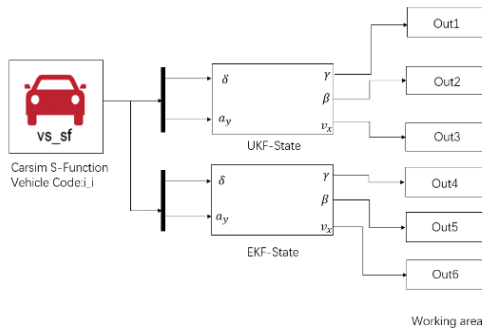 vs_sf
Carsim S-Function
Vehicle Code:i_i
δ
a_y
γ
β
v_x
UKF-State
δ
a_y
γ
β
v_x
EKF-State
Out1
Out2
Out3
Out4
Out5
Out6
Working area